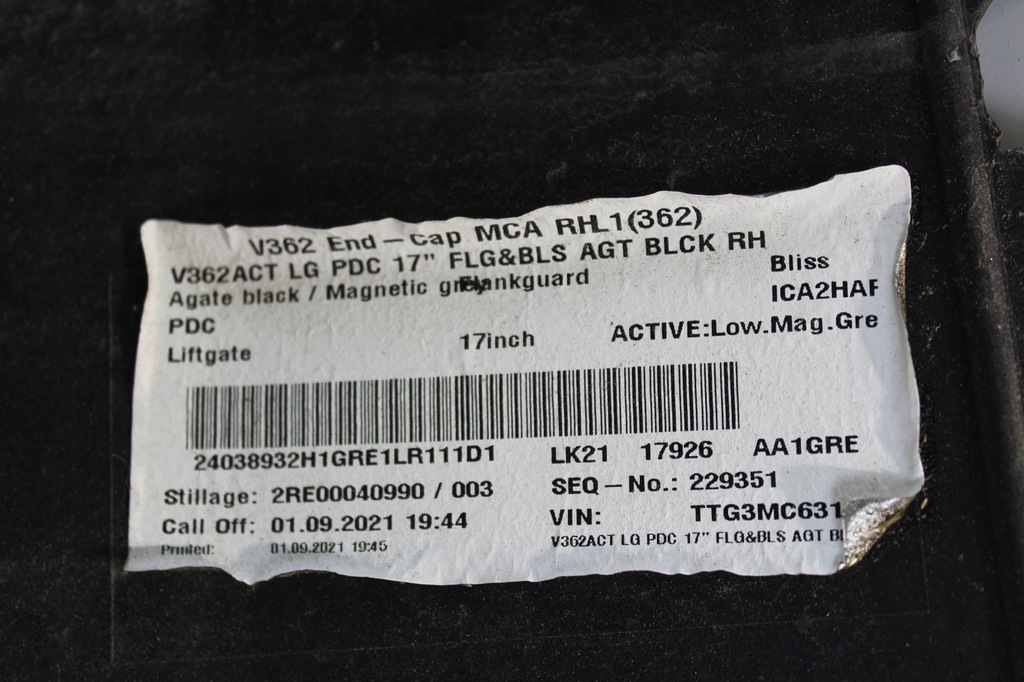 V362 End-Cap MCA RHL1(362)
V362ACT LG PDC 17" FLG&BLS AGT BLCK RH
Agate black / Magnetic grey Flankguard Bliss
PDC ICA2HAF
Liftgate 17inch ACTIVE:Low.Mag.Gre
24038932H1GRE1LR111D1 LK21 17926 AA1GRE
Stillage: 2RE00040990 / 003 SEQ-No.: 229351
Call Off: 01.09.2021 19:44 VIN: TTG3MC631
Printed: 01.09.2021 19:45 V362ACT LG PDC 17" FLG&BLS AGT Bl